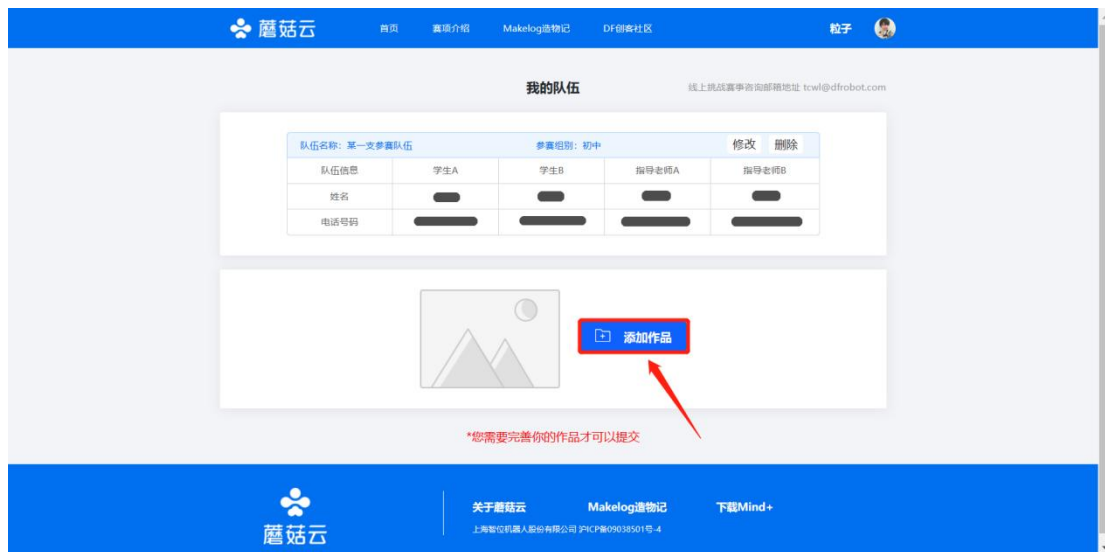 蘑菇云 首页 赛项介绍 Makelog造物记 DF创客社区 粒子
我的队伍 线上挑战赛事咨询邮箱地址 tcwl@dfrobot.com
队伍名称：某一支参赛队伍 参赛组别：初中 修改 删除
队伍信息 学生A 学生B 指导老师A 指导老师B
姓名
电话号码
添加作品
*您需要完善你的作品才可以提交
关于蘑菇云 Makelog造物记 下载Mind+
上海智位机器人股份有限公司 沪ICP备09038501号-4
蘑菇云